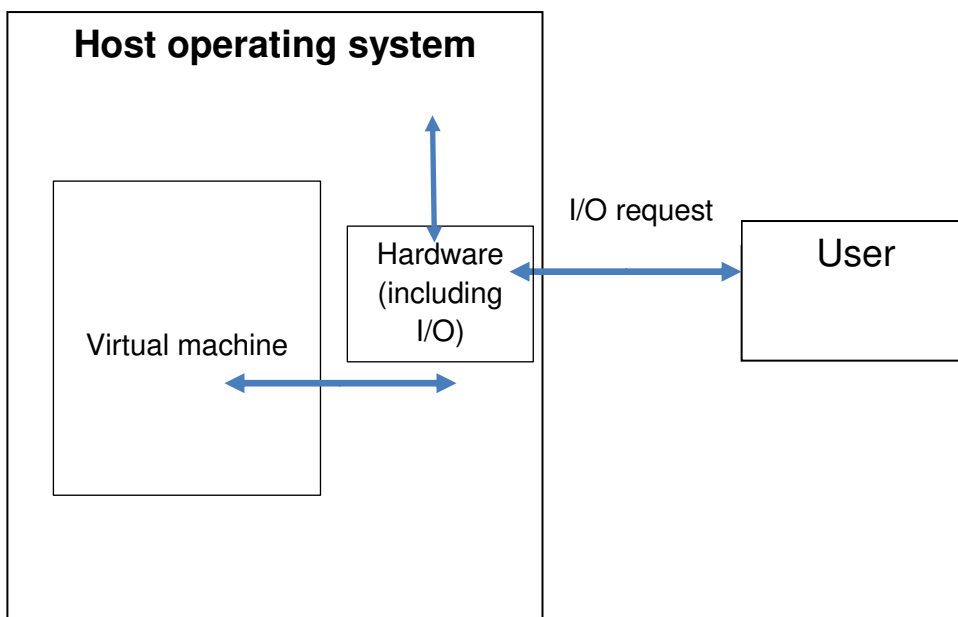 Host operating system
I/O request
User
Hardware
(including
I/O)
Virtual machine